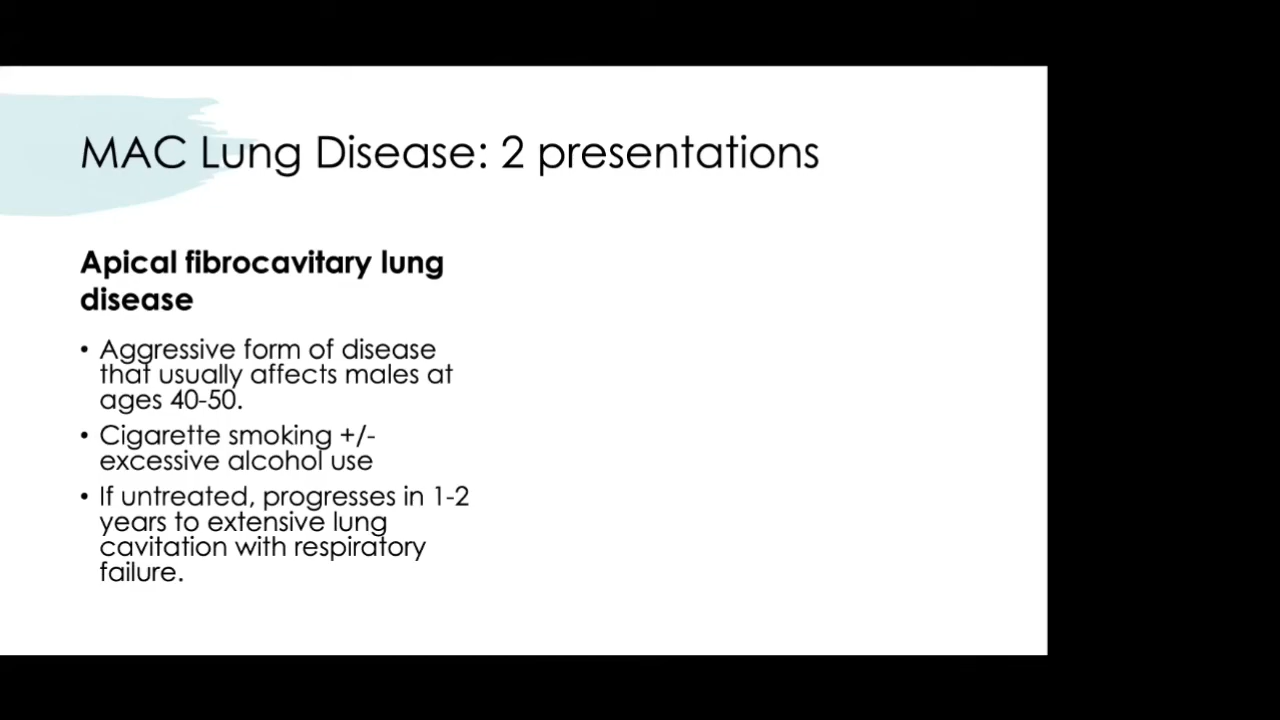 MAC Lung Disease: 2 presentations
Apical fibrocavitary lung
disease
• Aggressive form of disease
that usually affects males at
ages 40-50.
• Cigarette smoking +/-
excessive alcohol use
• If untreated, progresses in 1-2
years to extensive lung
cavitation with respiratory
failure.